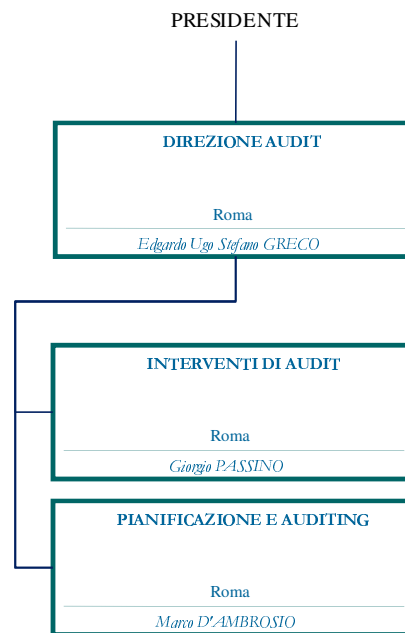 PRESIDENTE
DIREZIONE AUDIT
Roma
Edgardo Ugo Stefano GRECO
INTERVENTI DI AUDIT
Roma
Giorgio PASSINO
PIANIFICAZIONE E AUDITING
Roma
Marco D'AMBROSIO